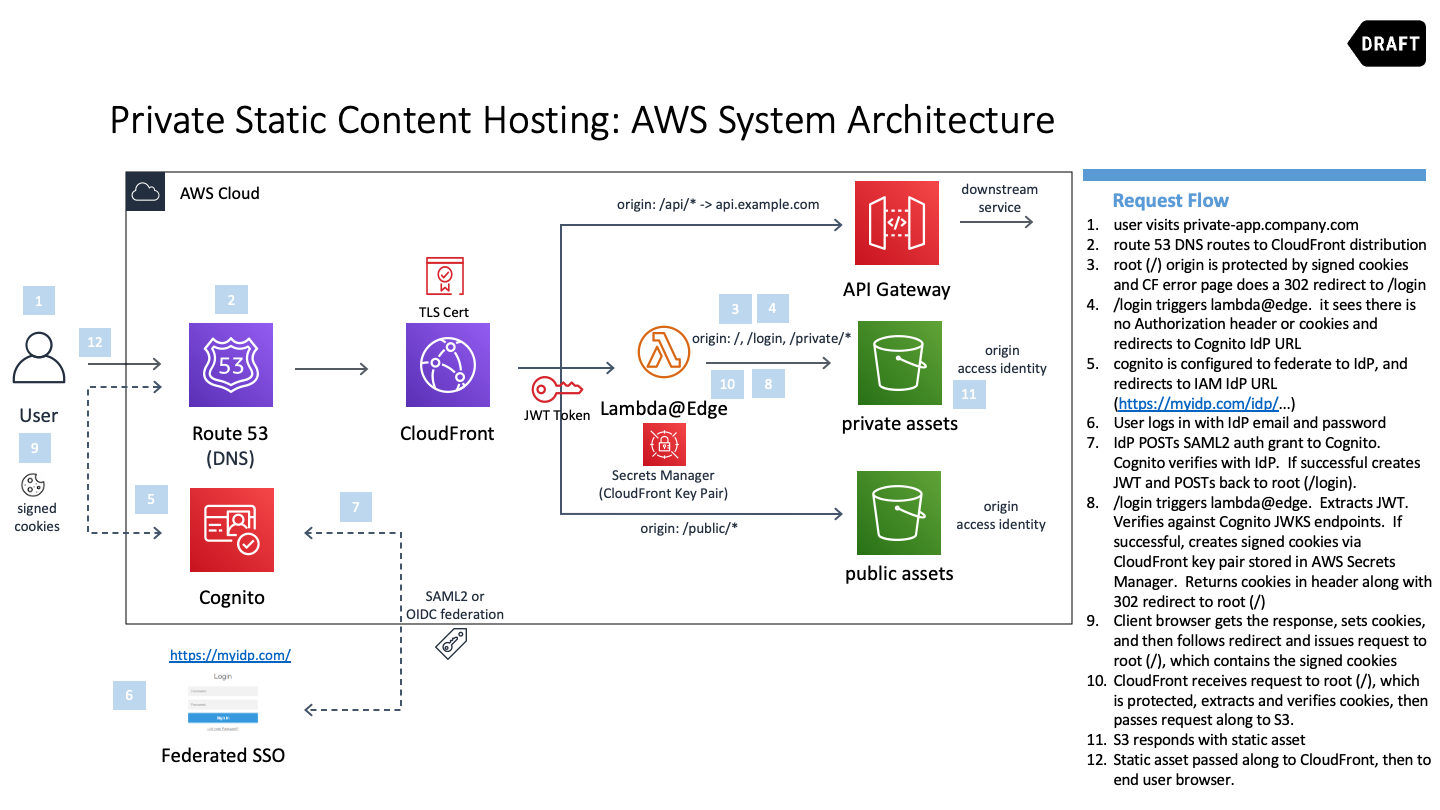 DRAFT
Private Static Content Hosting: AWS System Architecture
AWS Cloud
origin: /api/* -> api.example.com
downstream
service
API Gateway
1
2
TLS Cert
3
4
12
53
origin: /, /login, /private/*
origin
access identity
10
8
11
JWT Token
Lambda@Edge
private assets
User
Route 53
(DNS)
CloudFront
9
Secrets Manager
(CloudFront Key Pair)
signed
cookies
5
7
origin: /public/*
origin
access identity
public assets
Cognito
SAML2 or
OIDC federation
https://myidp.com/
Login
6
Sign In
Federated SSO
Request Flow
1. user visits private-app.company.com
2. route 53 DNS routes to CloudFront distribution
3. root (/) origin is protected by signed cookies
and CF error page does a 302 redirect to /login
4. /login triggers lambda@edge.  it sees there is
no Authorization header or cookies and
redirects to Cognito IdP URL
5. cognito is configured to federate to IdP, and
redirects to IAM IdP URL
(https://myidp.com/idp/...)
6. User logs in with IdP email and password
7. IdP POSTs SAML2 auth grant to Cognito.
Cognito verifies with IdP.  If successful creates
JWT and POSTs back to root (/login).
8. /login triggers lambda@edge.  Extracts JWT.
Verifies against Cognito JWKS endpoints.  If
successful, creates signed cookies via
CloudFront key pair stored in AWS Secrets
Manager.  Returns cookies in header along with
302 redirect to root (/)
9. Client browser gets the response, sets cookies,
and then follows redirect and issues request to
root (/), which contains the signed cookies
10. CloudFront receives request to root (/), which
is protected, extracts and verifies cookies, then
passes request along to S3.
11. S3 responds with static asset
12. Static asset passed along to CloudFront, then to
end user browser.